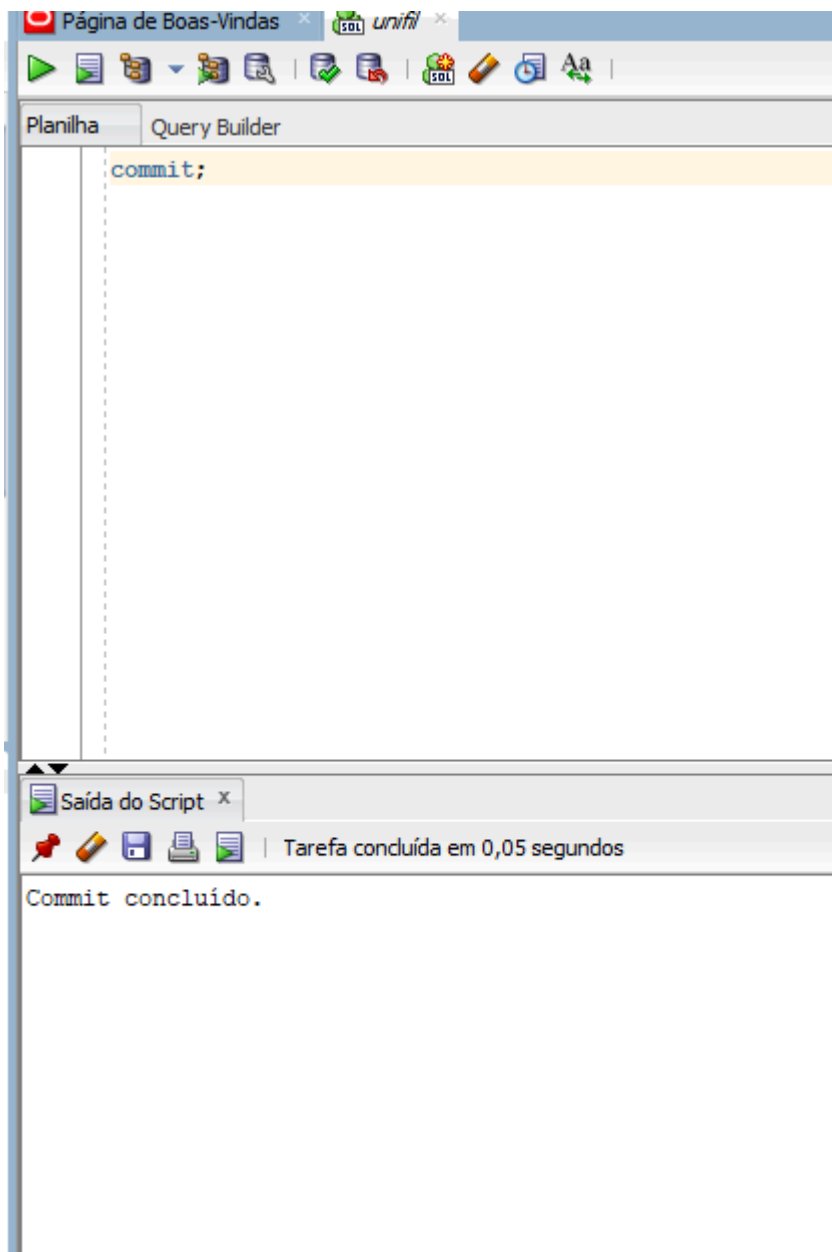 Página de Boas-Vindas unifil
Planilha Query Builder
commit;
Saída do Script
Tarefa concluída em 0,05 segundos
Commit concluído.